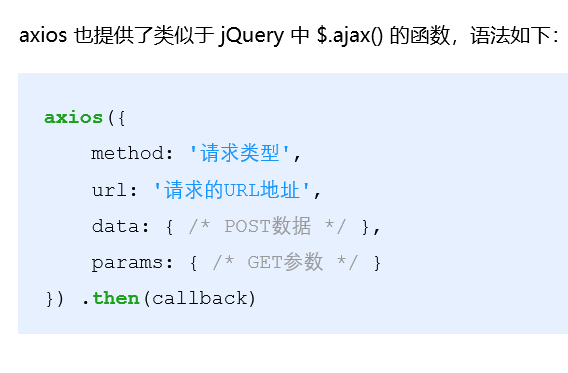 axios 也提供了类似于 jQuery 中 $.ajax() 的函数，语法如下：
axios({
    method: '请求类型',
    url: '请求的URL地址',
    data: { /* POST数据 */ },
    params: { /* GET参数 */ }
}) .then(callback)